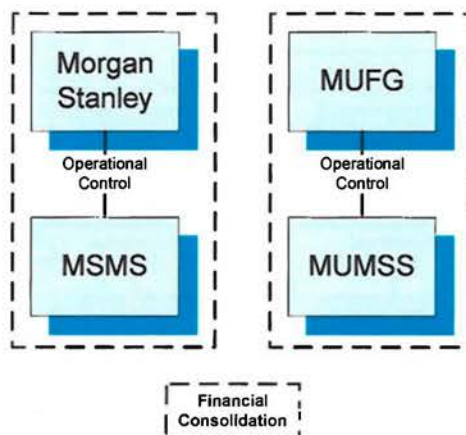 Morgan
Stanley
Operational
Control
MSMS
MUFG
Operational
Control
MUMSS
Financial
Consolidation